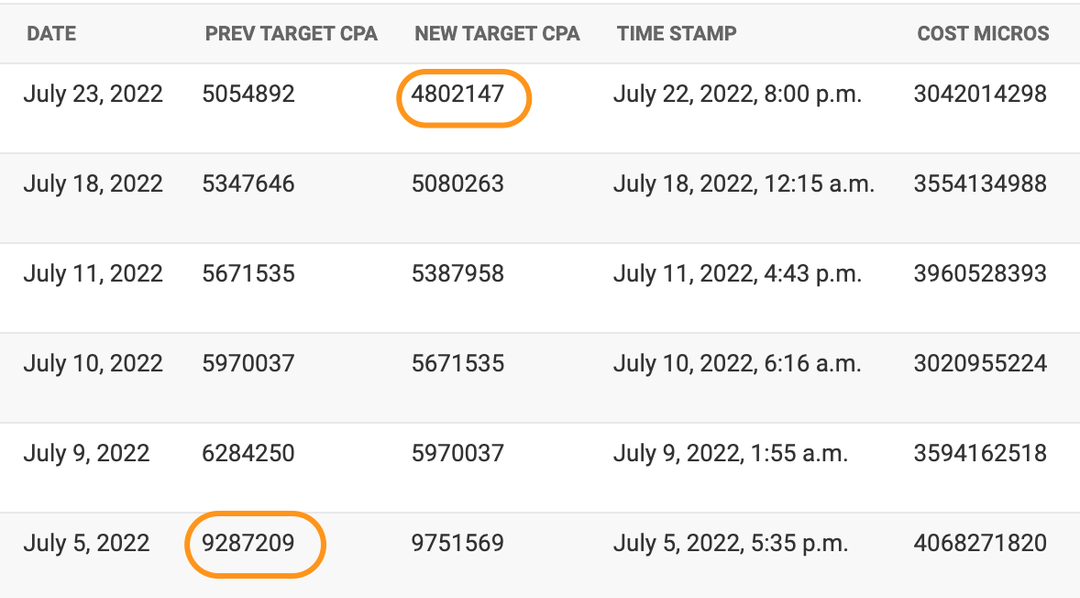 DATE PREV TARGET CPA NEW TARGET CPA TIME STAMP COST MICROS
July 23, 2022 5054892 4802147 July 22, 2022, 8:00 p.m. 3042014298
July 18, 2022 5347646 5080263 July 18, 2022, 12:15 a.m. 3554134988
July 11, 2022 5671535 5387958 July 11, 2022, 4:43 p.m. 3960528393
July 10, 2022 5970037 5671535 July 10, 2022, 6:16 a.m. 3020955224
July 9, 2022 6284250 5970037 July 9, 2022, 1:55 a.m. 3594162518
July 5, 2022 9287209 9751569 July 5, 2022, 5:35 p.m. 4068271820